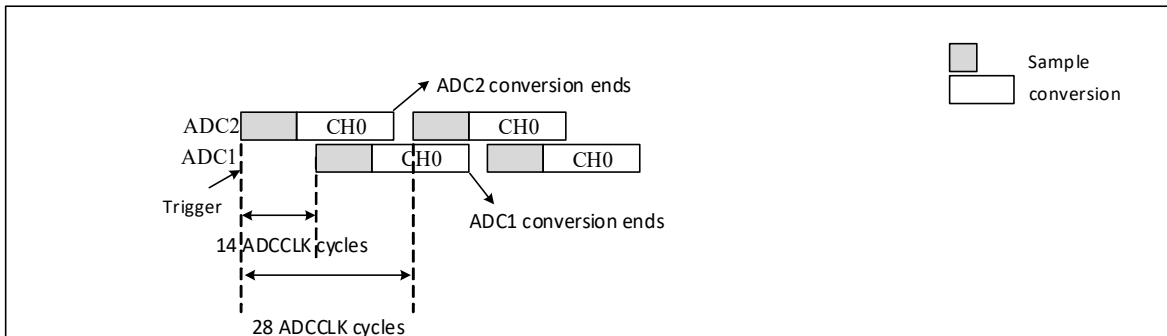 Sample
conversion
ADC2 conversion ends
ADC2 CH0 CH0
ADC1 CH0 CH0
Trigger
ADC1 conversion ends
14 ADCCLK cycles
28 ADCCLK cycles